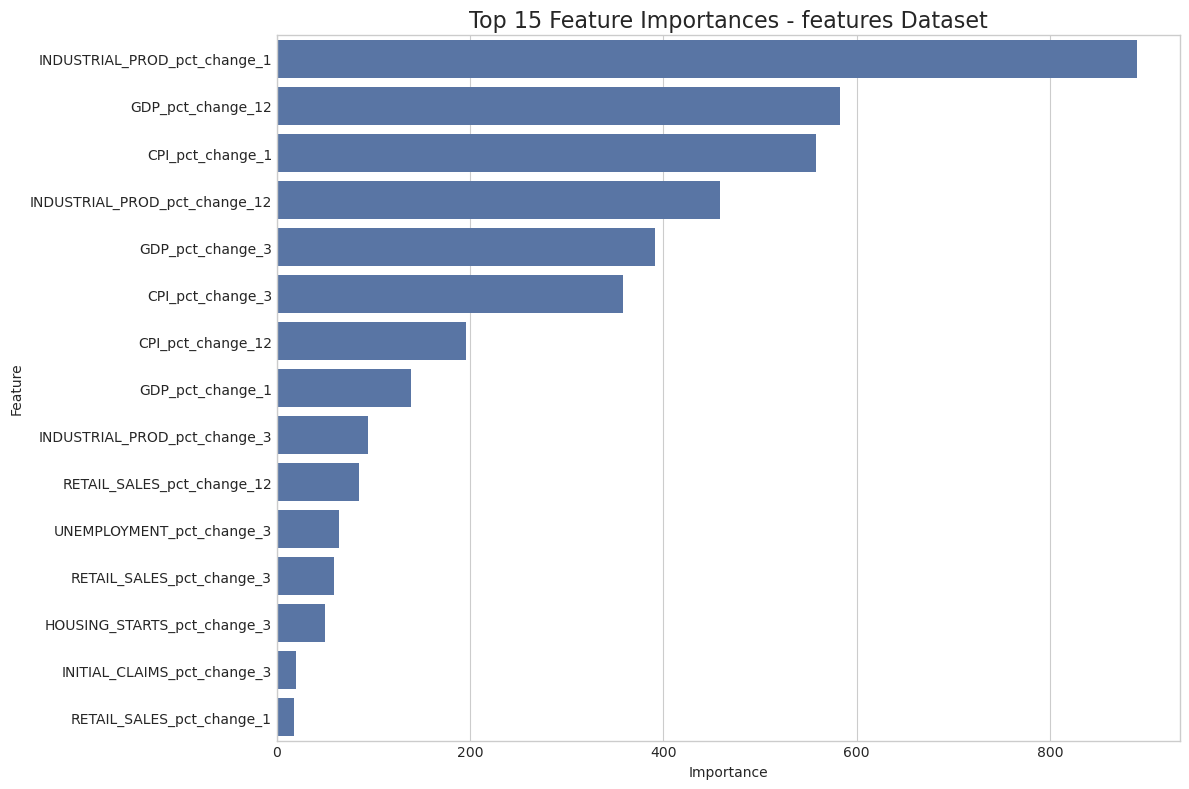 Top 15 Feature Importances - features Dataset
INDUSTRIAL_PROD_pct_change_1
GDP_pct_change_12
CPI_pct_change_1
INDUSTRIAL_PROD_pct_change_12
GDP_pct_change_3
CPI_pct_change_3
CPI_pct_change_12
GDP_pct_change_1
INDUSTRIAL_PROD_pct_change_3
RETAIL_SALES_pct_change_12
UNEMPLOYMENT_pct_change_3
RETAIL_SALES_pct_change_3
HOUSING_STARTS_pct_change_3
INITIAL_CLAIMS_pct_change_3
RETAIL_SALES_pct_change_1
Feature
0 200 400 600 800
Importance